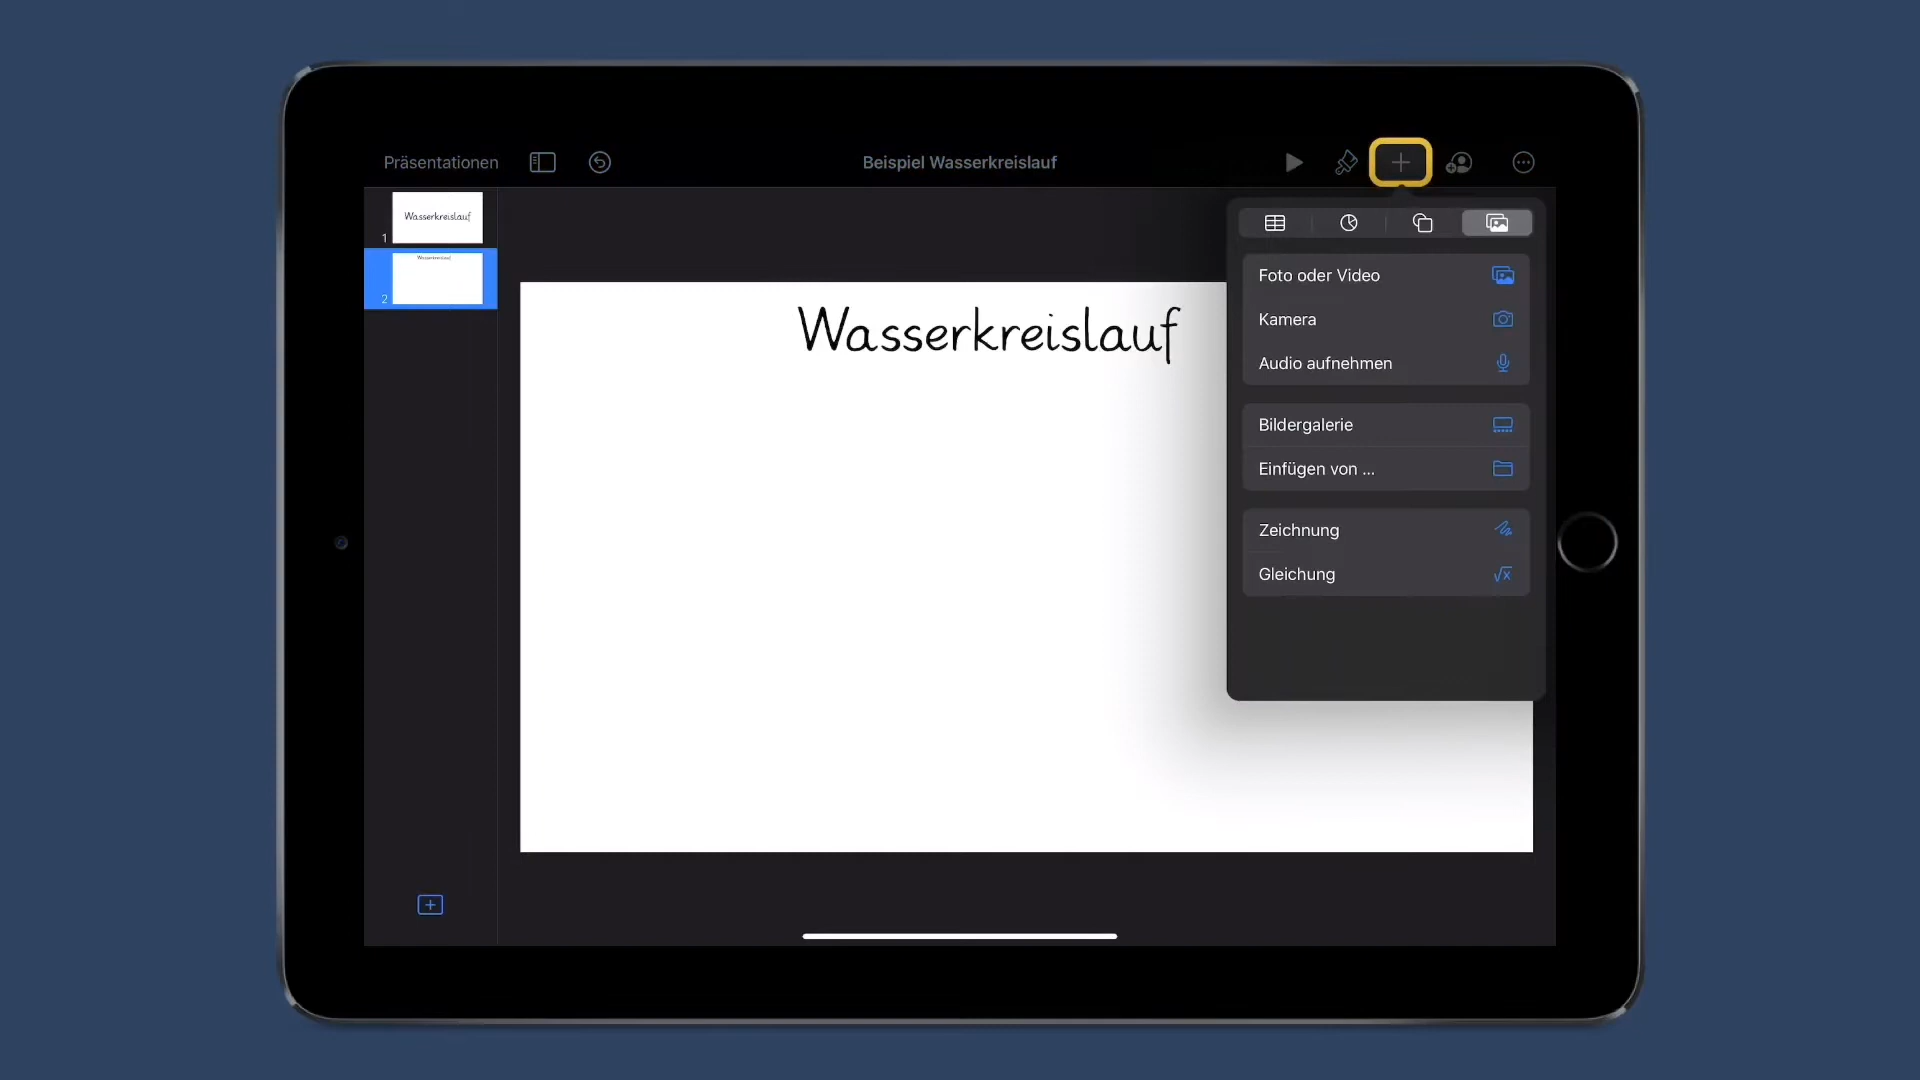 Präsentationen
Beispiel Wasserkreislauf
Wasserkreislauf
1
Wasserkreislauf
2
Wasserkreislauf
Foto oder Video
Kamera
Audio aufnehmen
Bildergalerie
Einfügen von ...
Zeichnung
Gleichung